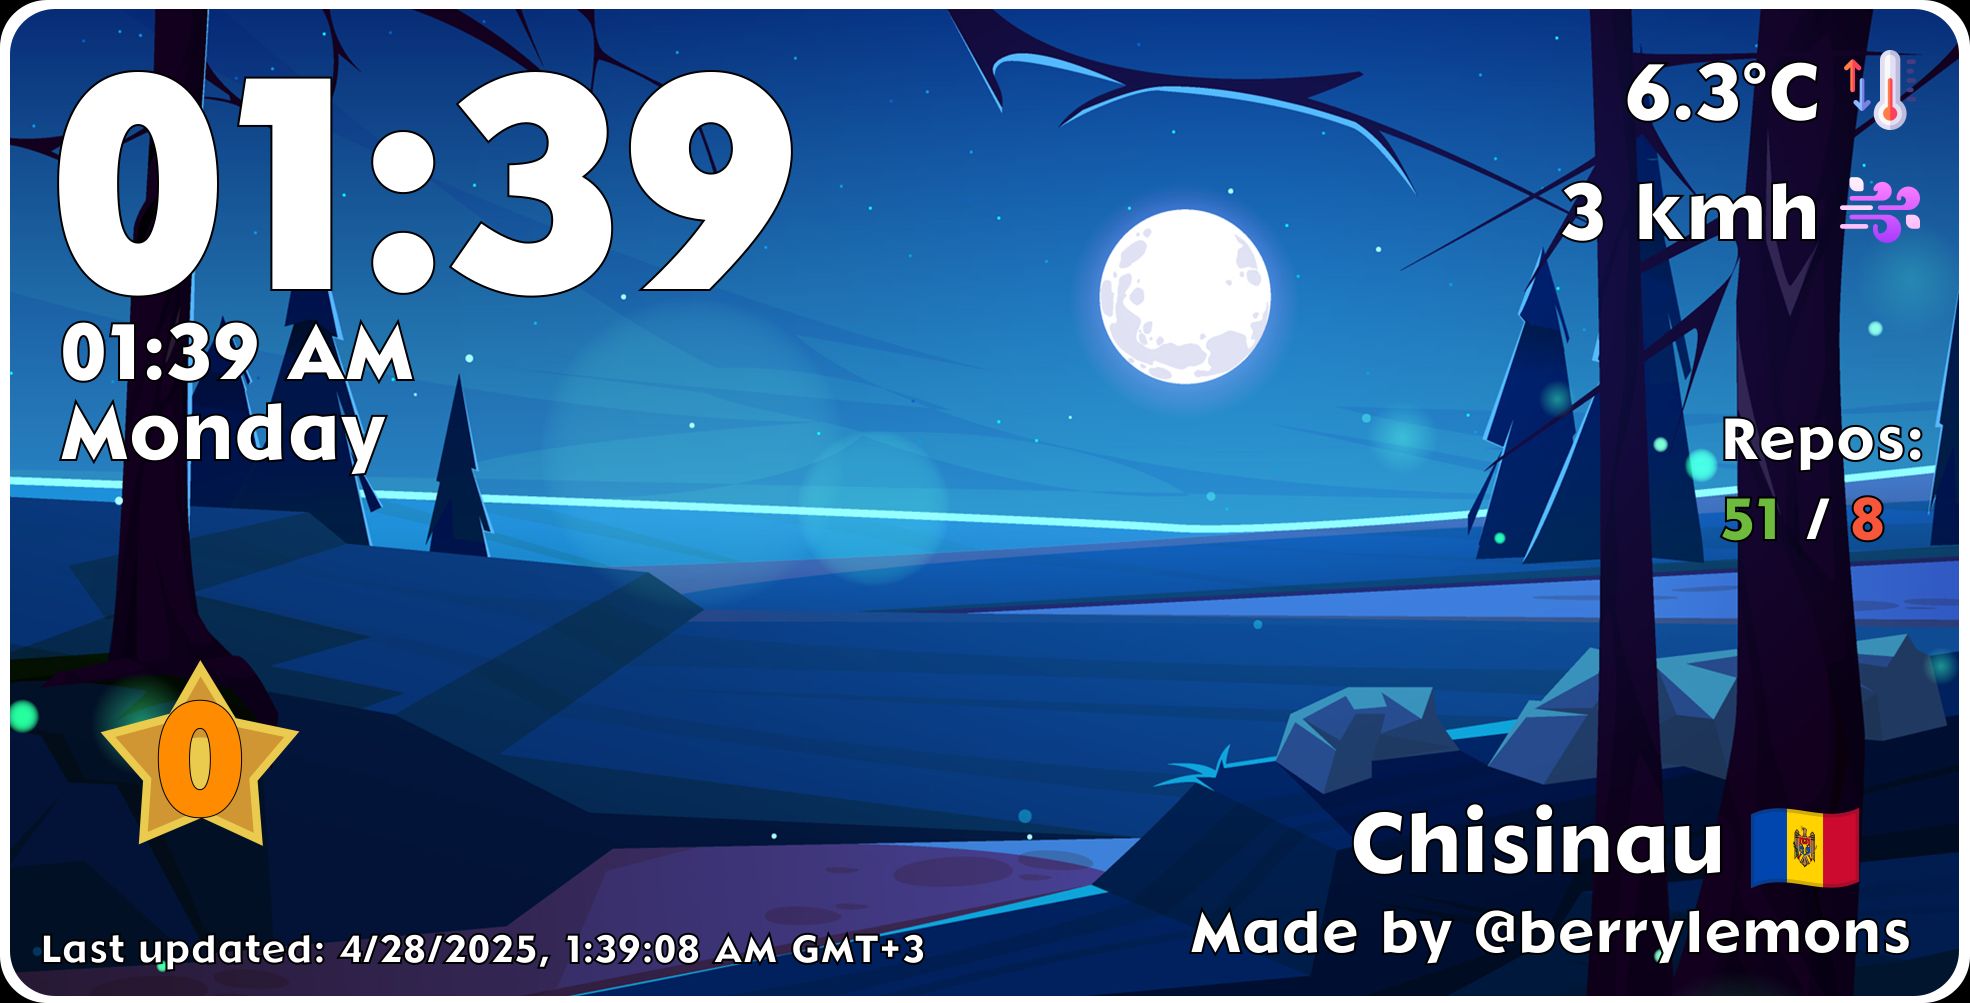 01:39
01:39 AM
Monday
6.3°C
3 kmh
Repos:
51 / 8
0
Chisinau
Made by @berrylemons
Last updated: 4/28/2025, 1:39:08 AM GMT+3